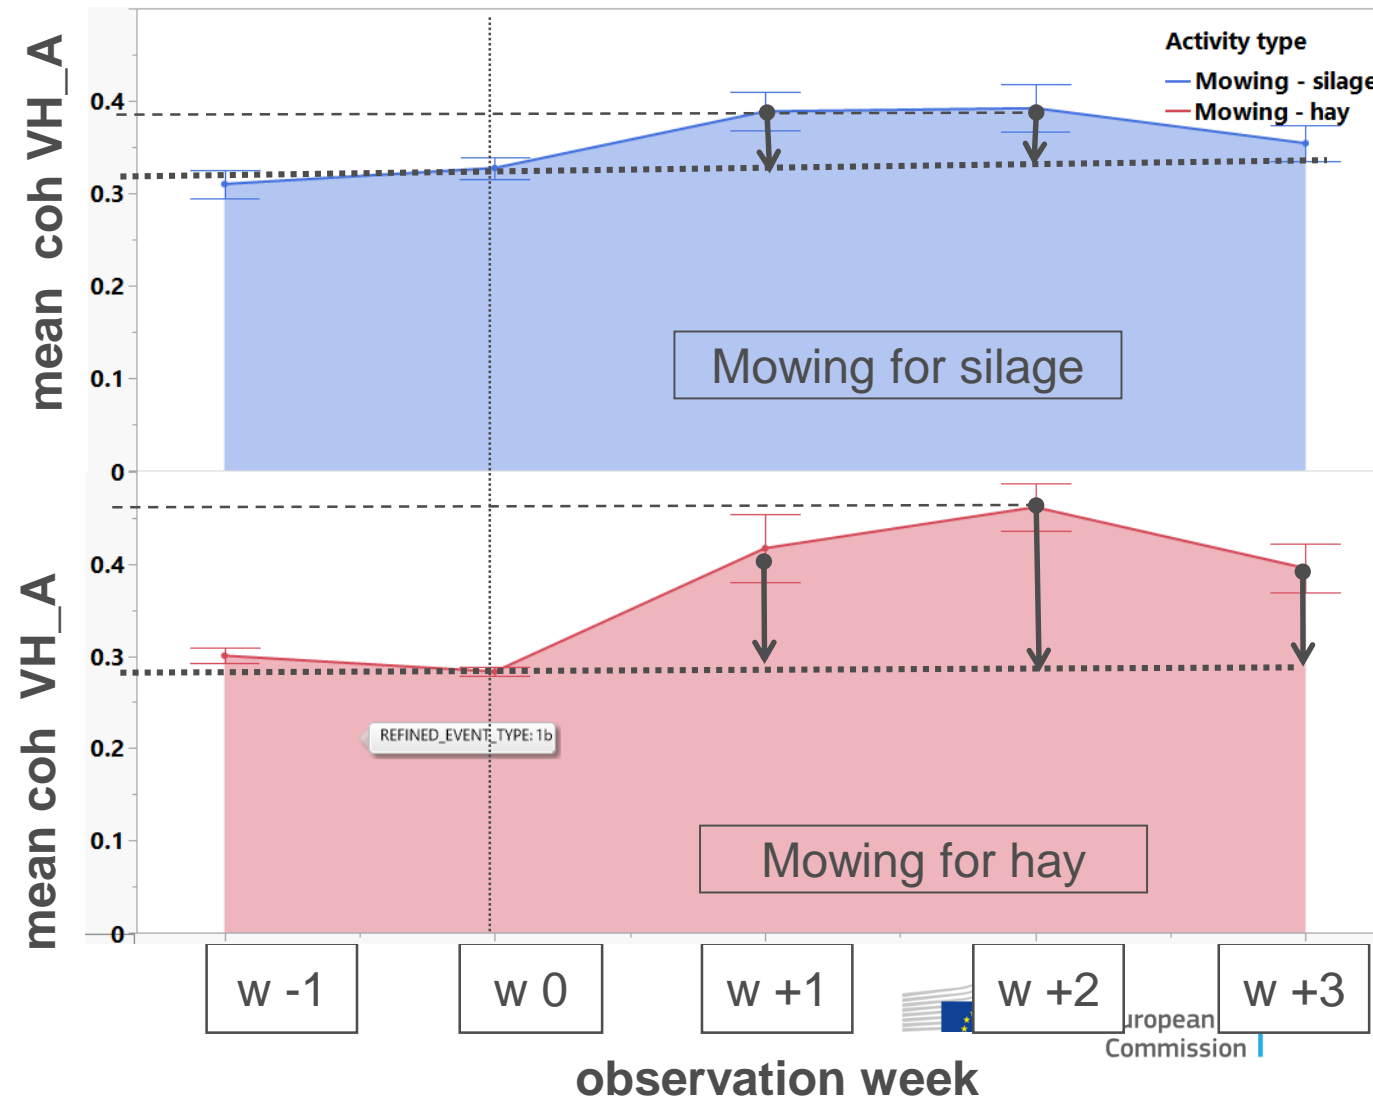 mean coh VH_A
Activity type
Mowing - silage
Mowing - hay
0.4
0.3
0.2
0.1
0
Mowing for silage
mean coh VH_A
0.4
0.3
0.2
0.1
0
REFINED_EVENT_TYPE: 1b
Mowing for hay
w -1
w 0
w +1
w +2
w +3
uropean
Commission
observation week